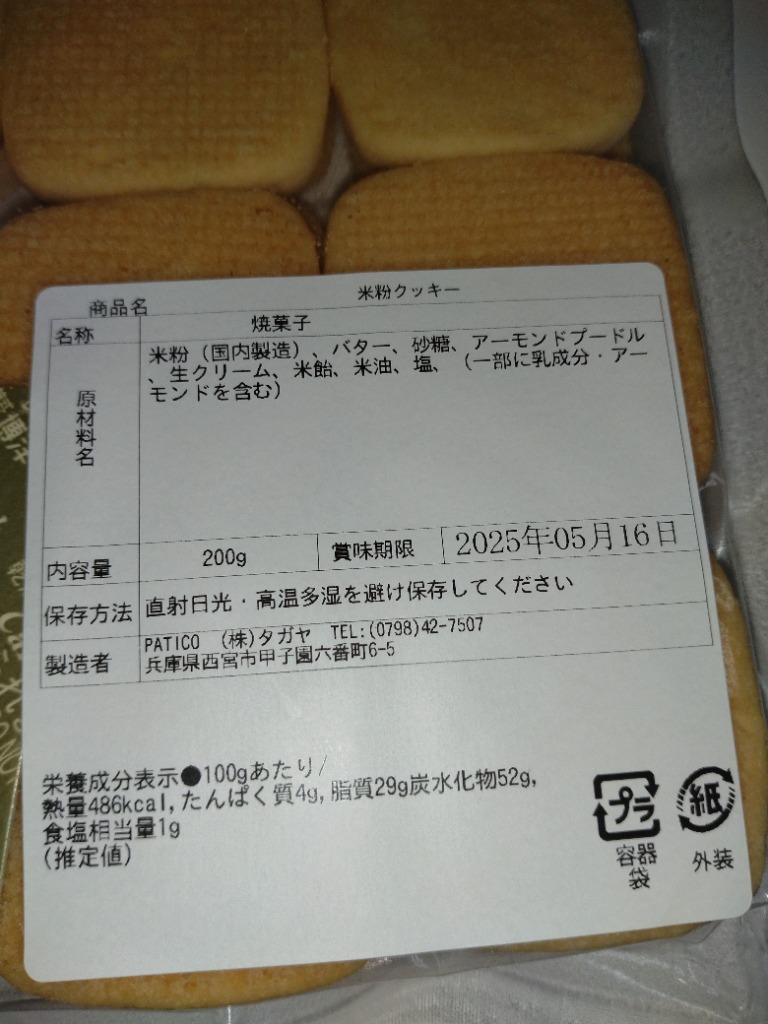 商品名 米粉クッキー
名称 焼菓子
原材料名
米粉（国内製造）、バター、砂糖、アーモンドプードル
、生クリーム、米飴、米油、塩、（一部に乳成分・アー
モンドを含む）
内容量 200g 賞味期限 2025年05月16日
保存方法 直射日光・高温多湿を避け保存してください
製造者 PATICO （株）タガヤ TEL:(0798)42-7507
兵庫県西宮市甲子園六番町6-5
栄養成分表示●100gあたり/
熱量486kcal,たんぱく質4g,脂質29g炭水化物52g,
食塩相当量1g
（推定値）
プラ
容器
袋
紙
外装